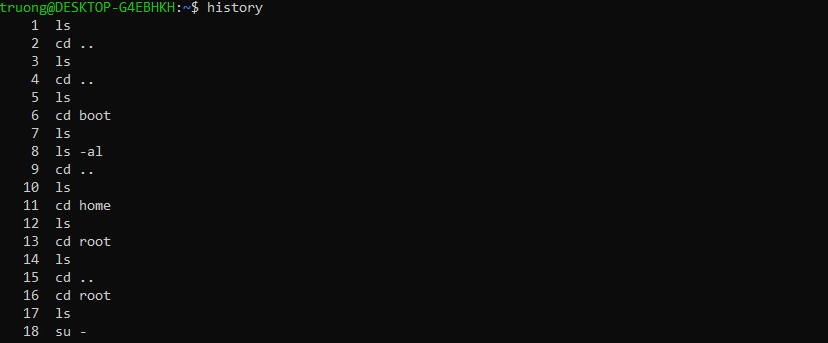 truong@DESKTOP-G4EBHKH:~$ history
1 ls
2 cd ..
3 ls
4 cd ..
5 ls
6 cd boot
7 ls
8 ls -al
9 cd ..
10 ls
11 cd home
12 ls
13 cd root
14 ls
15 cd ..
16 cd root
17 ls
18 su -